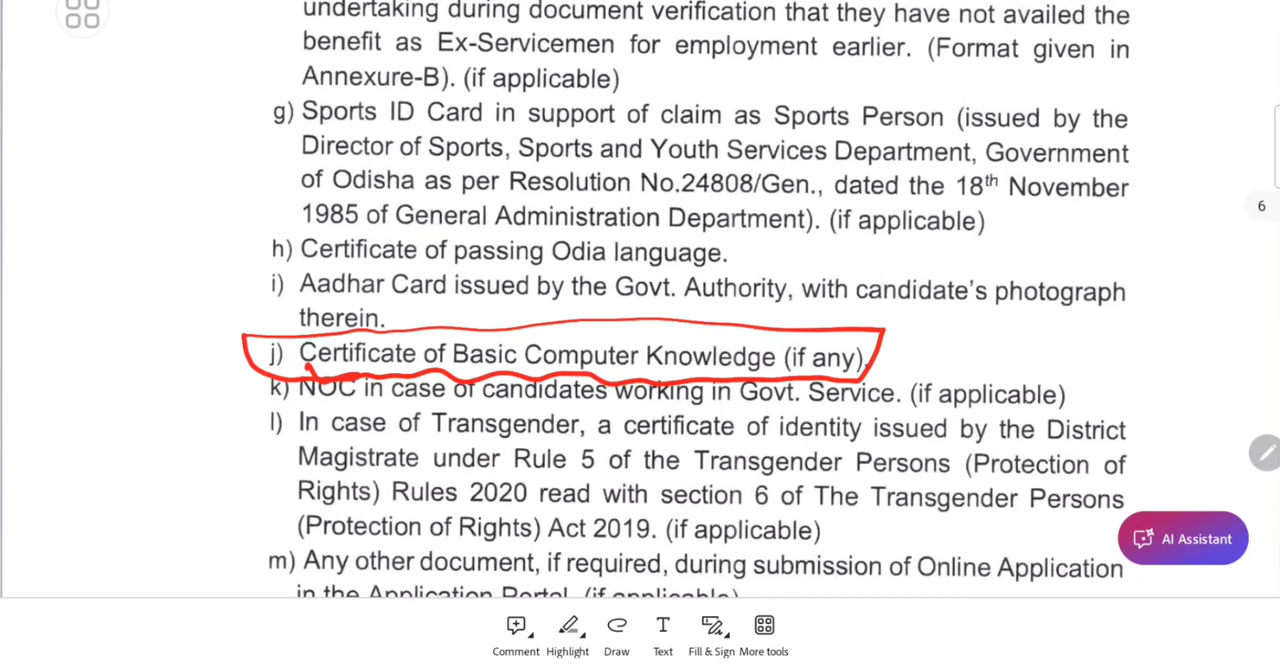 undertaking during document verification that they have not availed the
benefit as Ex-Servicemen for employment earlier. (Format given in
Annexure-B). (if applicable)
g) Sports ID Card in support of claim as Sports Person (issued by the
Director of Sports, Sports and Youth Services Department, Government
of Odisha as per Resolution No.24808/Gen., dated the 18th November
1985 of General Administration Department). (if applicable)
h) Certificate of passing Odia language.
i) Aadhar Card issued by the Govt. Authority, with candidate's photograph
therein.
j) Certificate of Basic Computer Knowledge (if any).
k) NOC in case of candidates working in Govt. Service. (if applicable)
l) In case of Transgender, a certificate of identity issued by the District
Magistrate under Rule 5 of the Transgender Persons (Protection of
Rights) Rules 2020 read with section 6 of The Transgender Persons
(Protection of Rights) Act 2019. (if applicable)
m) Any other document, if required, during submission of Online Application
in the Application Portal. (if applicable)
6
AI Assistant
Comment Highlight Draw Text Fill & Sign More tools